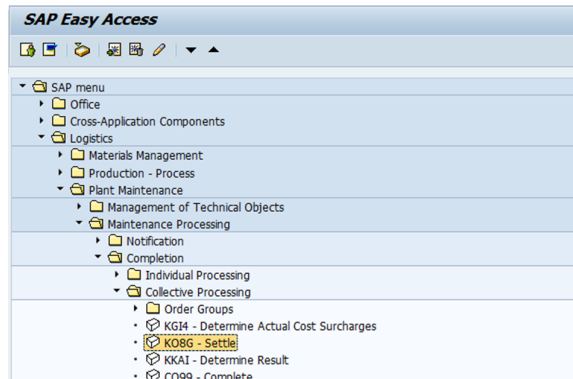 SAP Easy Access
SAP menu
Office
Cross-Application Components
Logistics
Materials Management
Production - Process
Plant Maintenance
Management of Technical Objects
Maintenance Processing
Notification
Completion
Individual Processing
Collective Processing
Order Groups
KGI4 - Determine Actual Cost Surcharges
KO8G - Settle
KKAI - Determine Result
CO99 - Complete